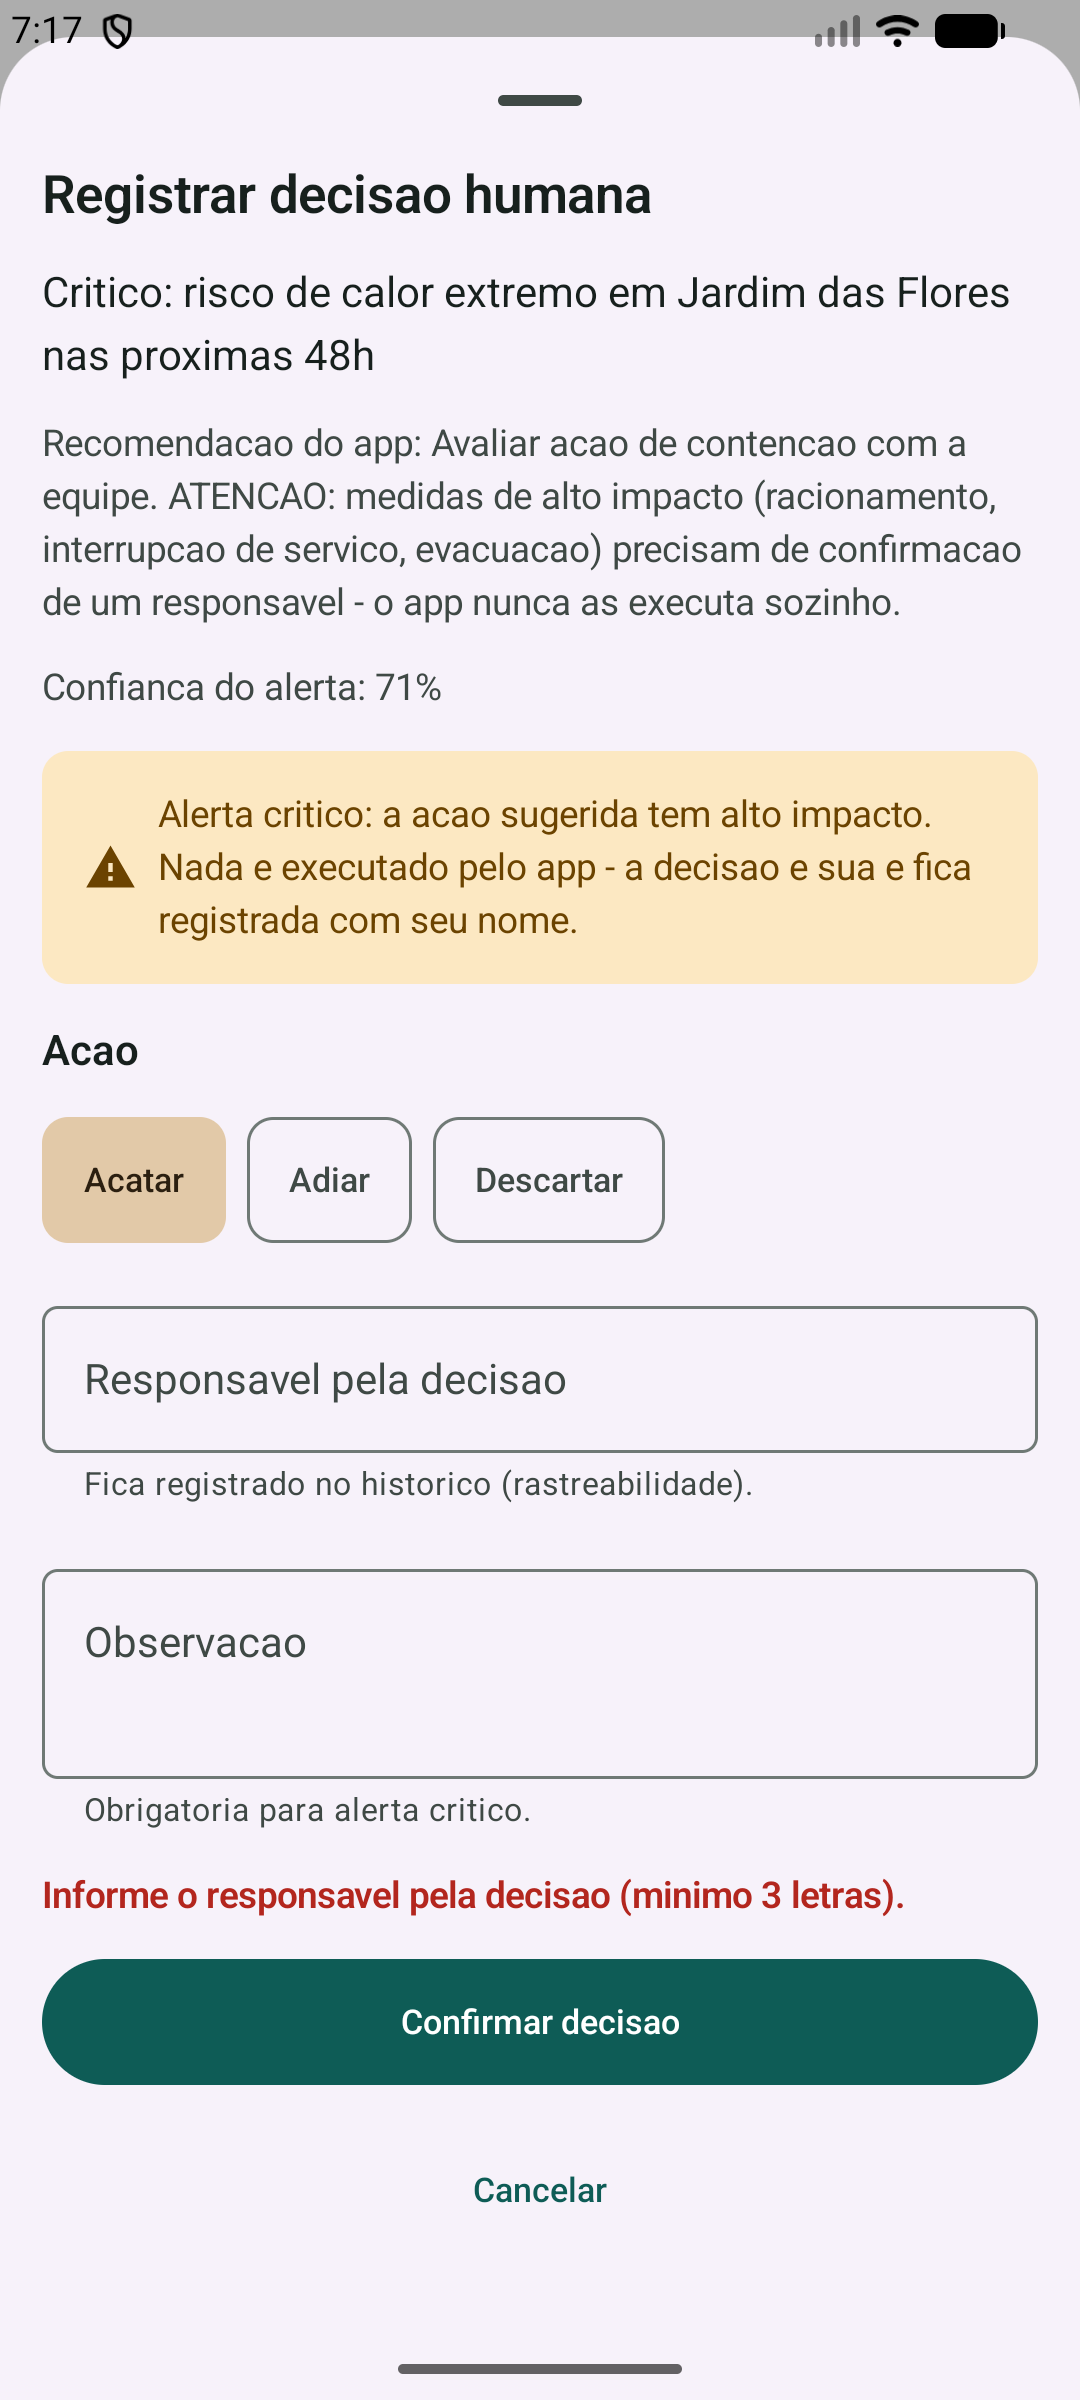 7:17
Registrar decisao humana
Critico: risco de calor extremo em Jardim das Flores
nas proximas 48h
Recomendacao do app: Avaliar acao de contencao com a
equipe. ATENCAO: medidas de alto impacto (racionamento,
interrupcao de servico, evacuacao) precisam de confirmacao
de um responsavel - o app nunca as executa sozinho.
Confianca do alerta: 71%
Alerta critico: a acao sugerida tem alto impacto.
Nada e executado pelo app - a decisao e sua e fica
registrada com seu nome.
Acao
Acatar
Adiar
Descartar
Responsavel pela decisao
Fica registrado no historico (rastreabilidade).
Observacao
Obrigatoria para alerta critico.
Informe o responsavel pela decisao (minimo 3 letras).
Confirmar decisao
Cancelar